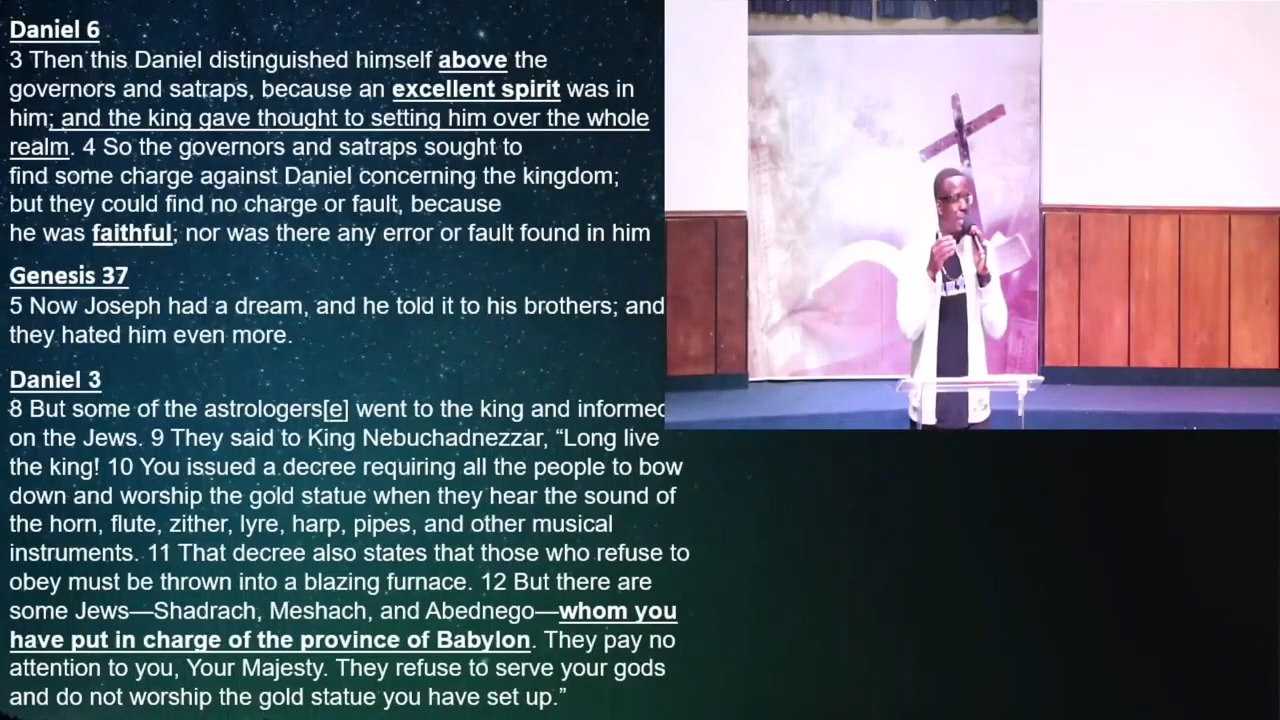 Daniel 6
3 Then this Daniel distinguished himself above the
governors and satraps, because an excellent spirit was in
him; and the king gave thought to setting him over the whole
realm. 4 So the governors and satraps sought to
find some charge against Daniel concerning the kingdom;
but they could find no charge or fault, because
he was faithful; nor was there any error or fault found in him
Genesis 37
5 Now Joseph had a dream, and he told it to his brothers; and
they hated him even more.
Daniel 3
8 But some of the astrologers[e] went to the king and informed
on the Jews. 9 They said to King Nebuchadnezzar, “Long live
the king! 10 You issued a decree requiring all the people to bow
down and worship the gold statue when they hear the sound of
the horn, flute, zither, lyre, harp, pipes, and other musical
instruments. 11 That decree also states that those who refuse to
obey must be thrown into a blazing furnace. 12 But there are
some Jews—Shadrach, Meshach, and Abednego—whom you
have put in charge of the province of Babylon. They pay no
attention to you, Your Majesty. They refuse to serve your gods
and do not worship the gold statue you have set up.”